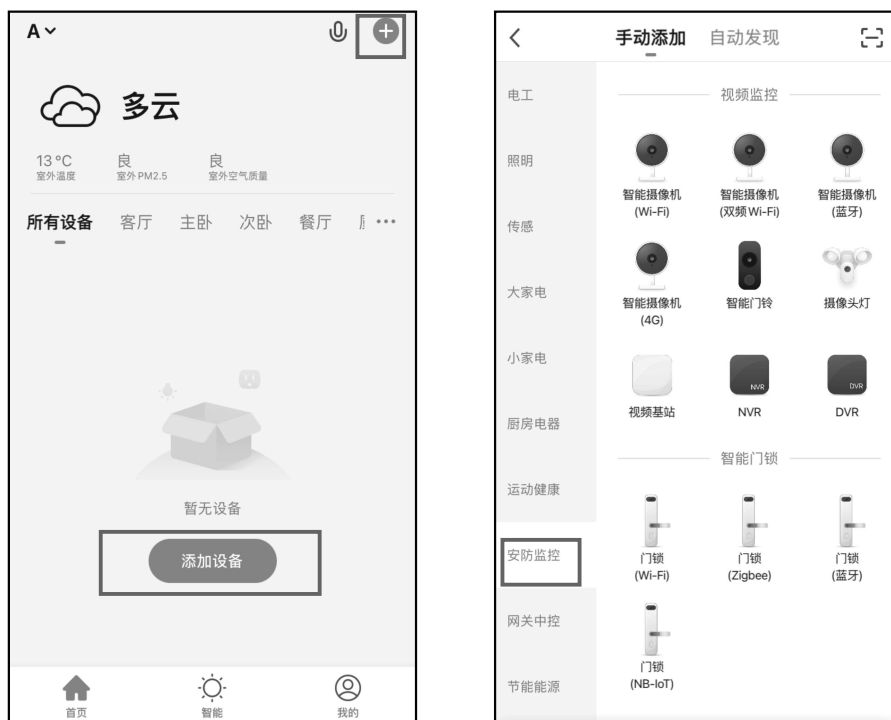 A
多云
13 °C 良 良
室外温度 室外 PM2.5 室外空气质量
所有设备 客厅 主卧 次卧 餐厅
暂无设备
添加设备
首页 智能 我的
手动添加 自动发现
电工
照明
传感
大家电
小家电
厨房电器
运动健康
安防监控
网关中控
节能能源
视频监控
智能摄像机 智能摄像机 智能摄像机
(Wi-Fi) (双频 Wi-Fi) (蓝牙)
智能摄像机 智能门铃 摄像头灯
(4G)
NVR DVR
视频基站 NVR DVR
智能门锁
门锁 门锁 门锁
(Wi-Fi) (Zigbee) (蓝牙)
门锁
(NB-IoT)